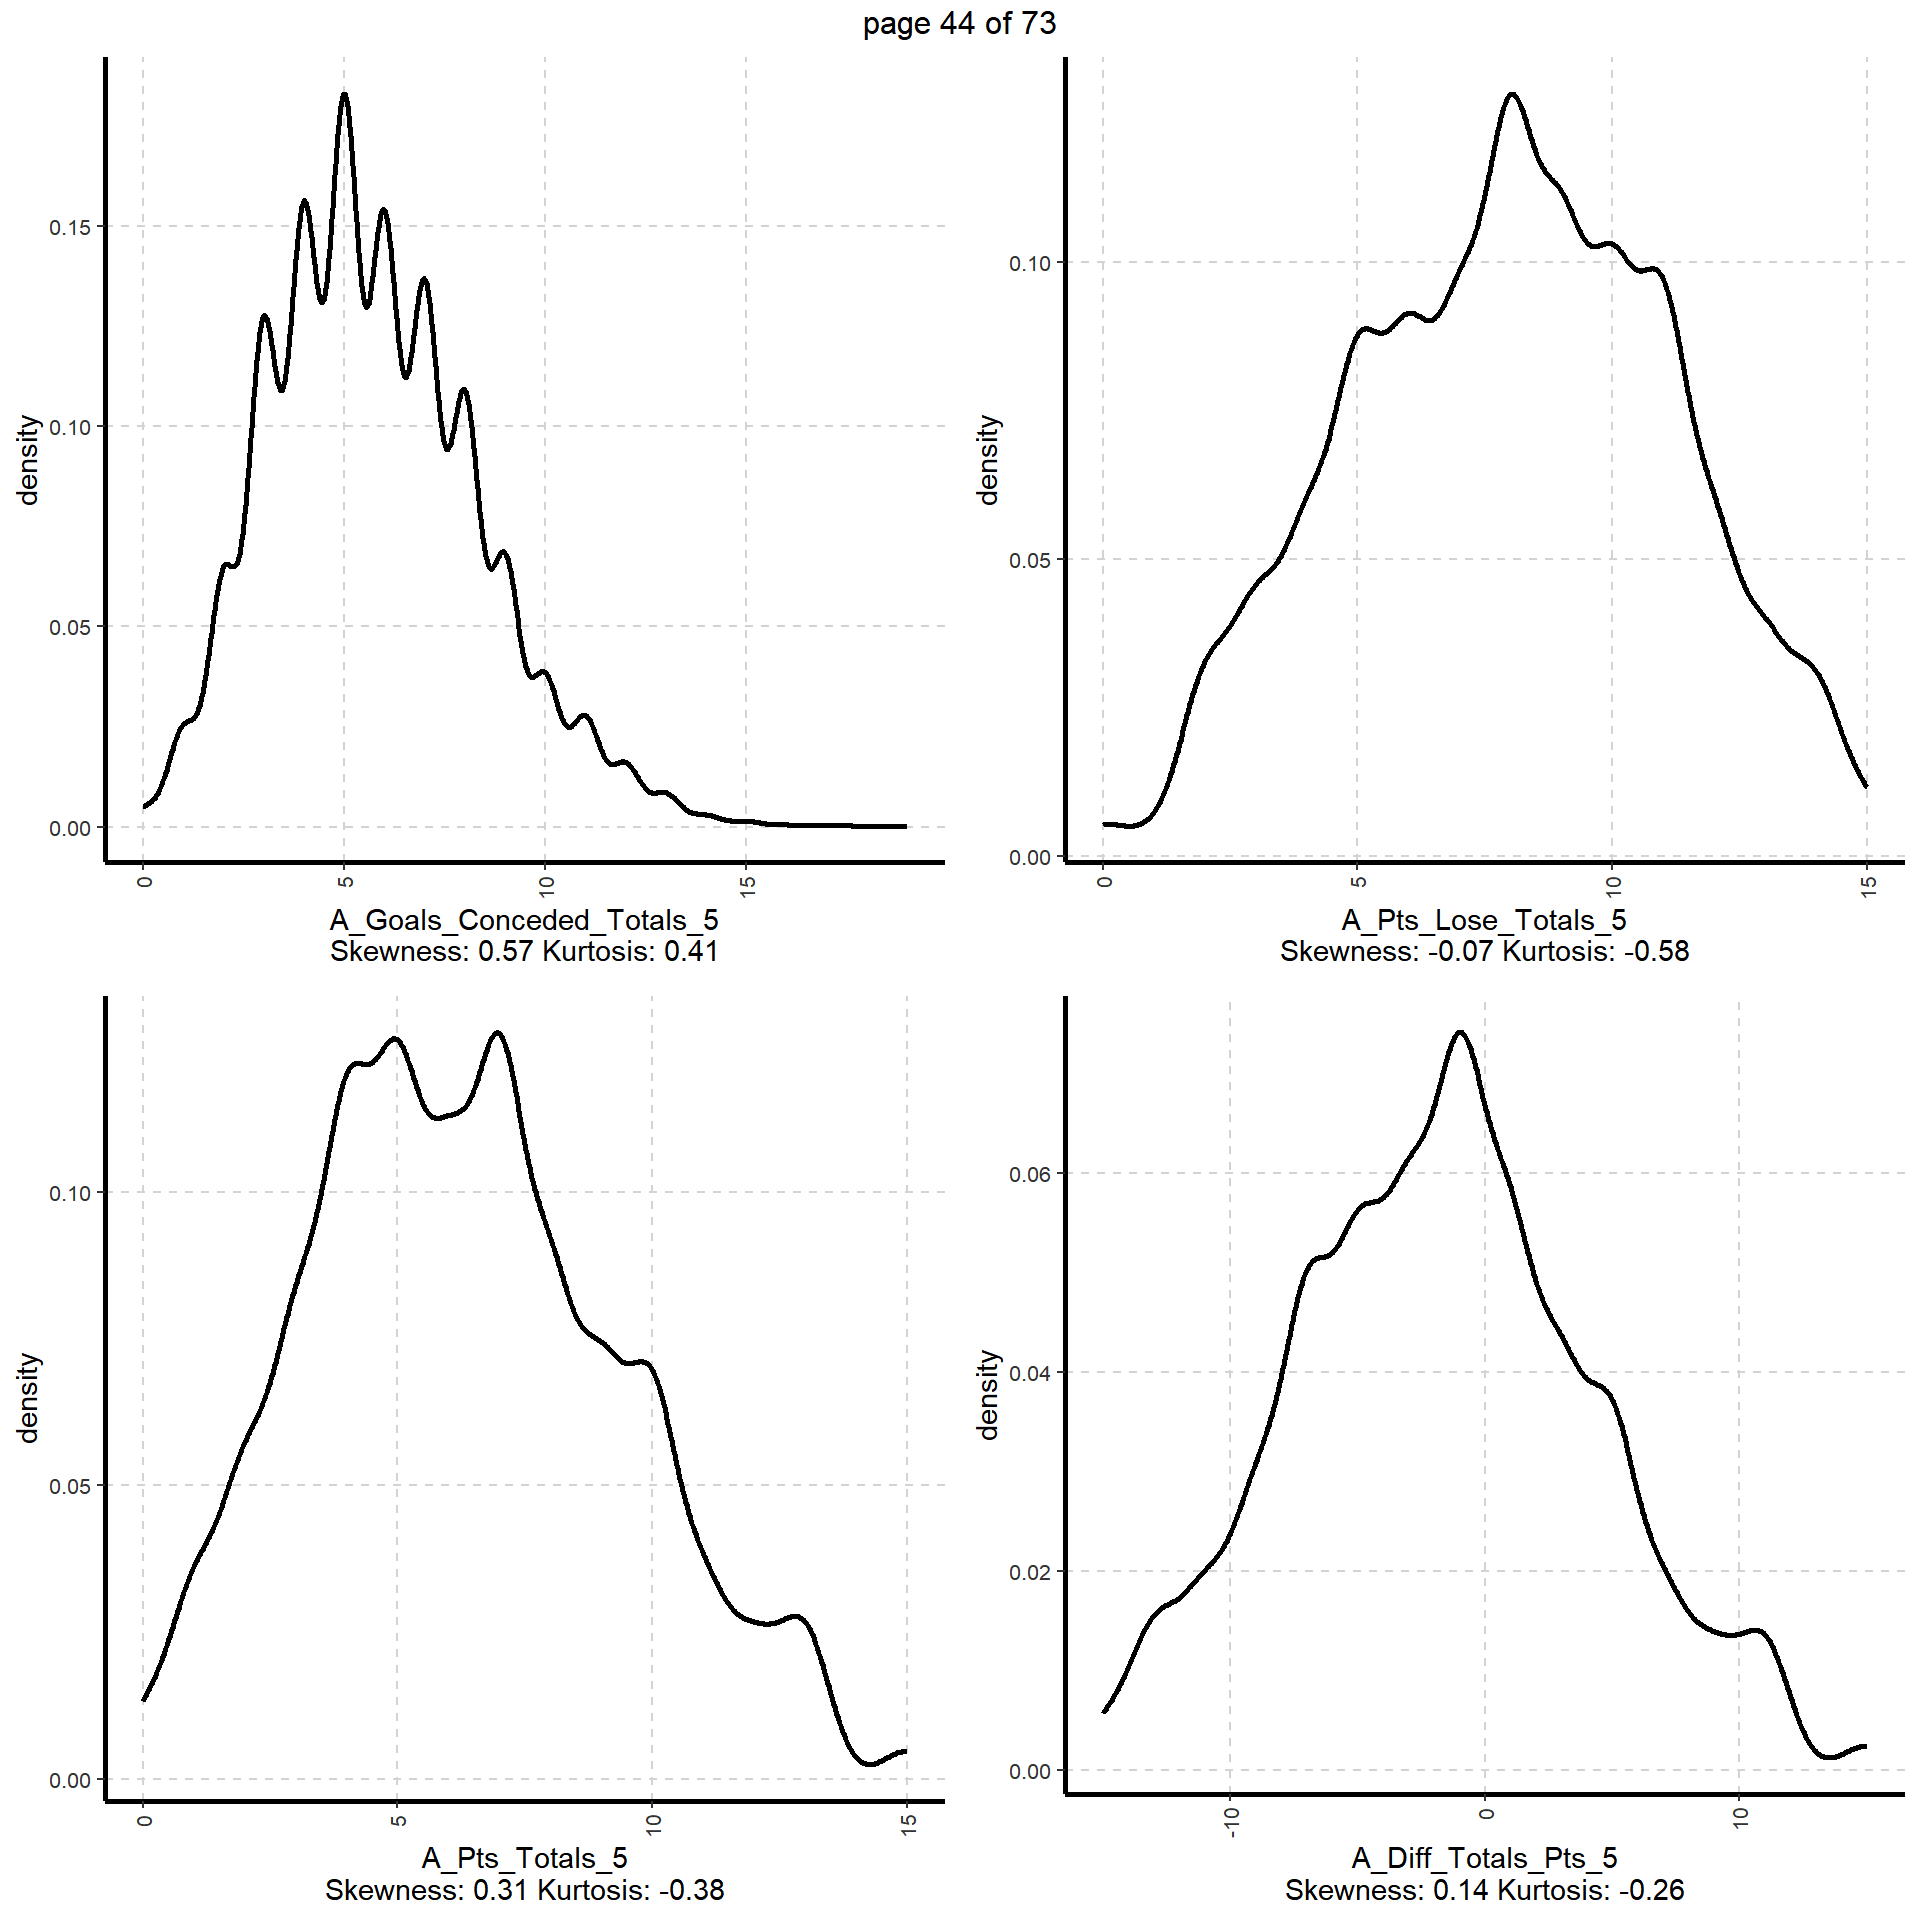 page 44 of 73
density
0.15
0.10
0.05
0.00
0
5
10
15
A_Goals_Conceded_Totals_5
Skewness: 0.57 Kurtosis: 0.41
density
0.10
0.05
0.00
0
5
10
15
A_Pts_Lose_Totals_5
Skewness: -0.07 Kurtosis: -0.58
density
0.10
0.05
0.00
0
5
10
15
A_Pts_Totals_5
Skewness: 0.31 Kurtosis: -0.38
density
0.06
0.04
0.02
0.00
-10
0
10
A_Diff_Totals_Pts_5
Skewness: 0.14 Kurtosis: -0.26